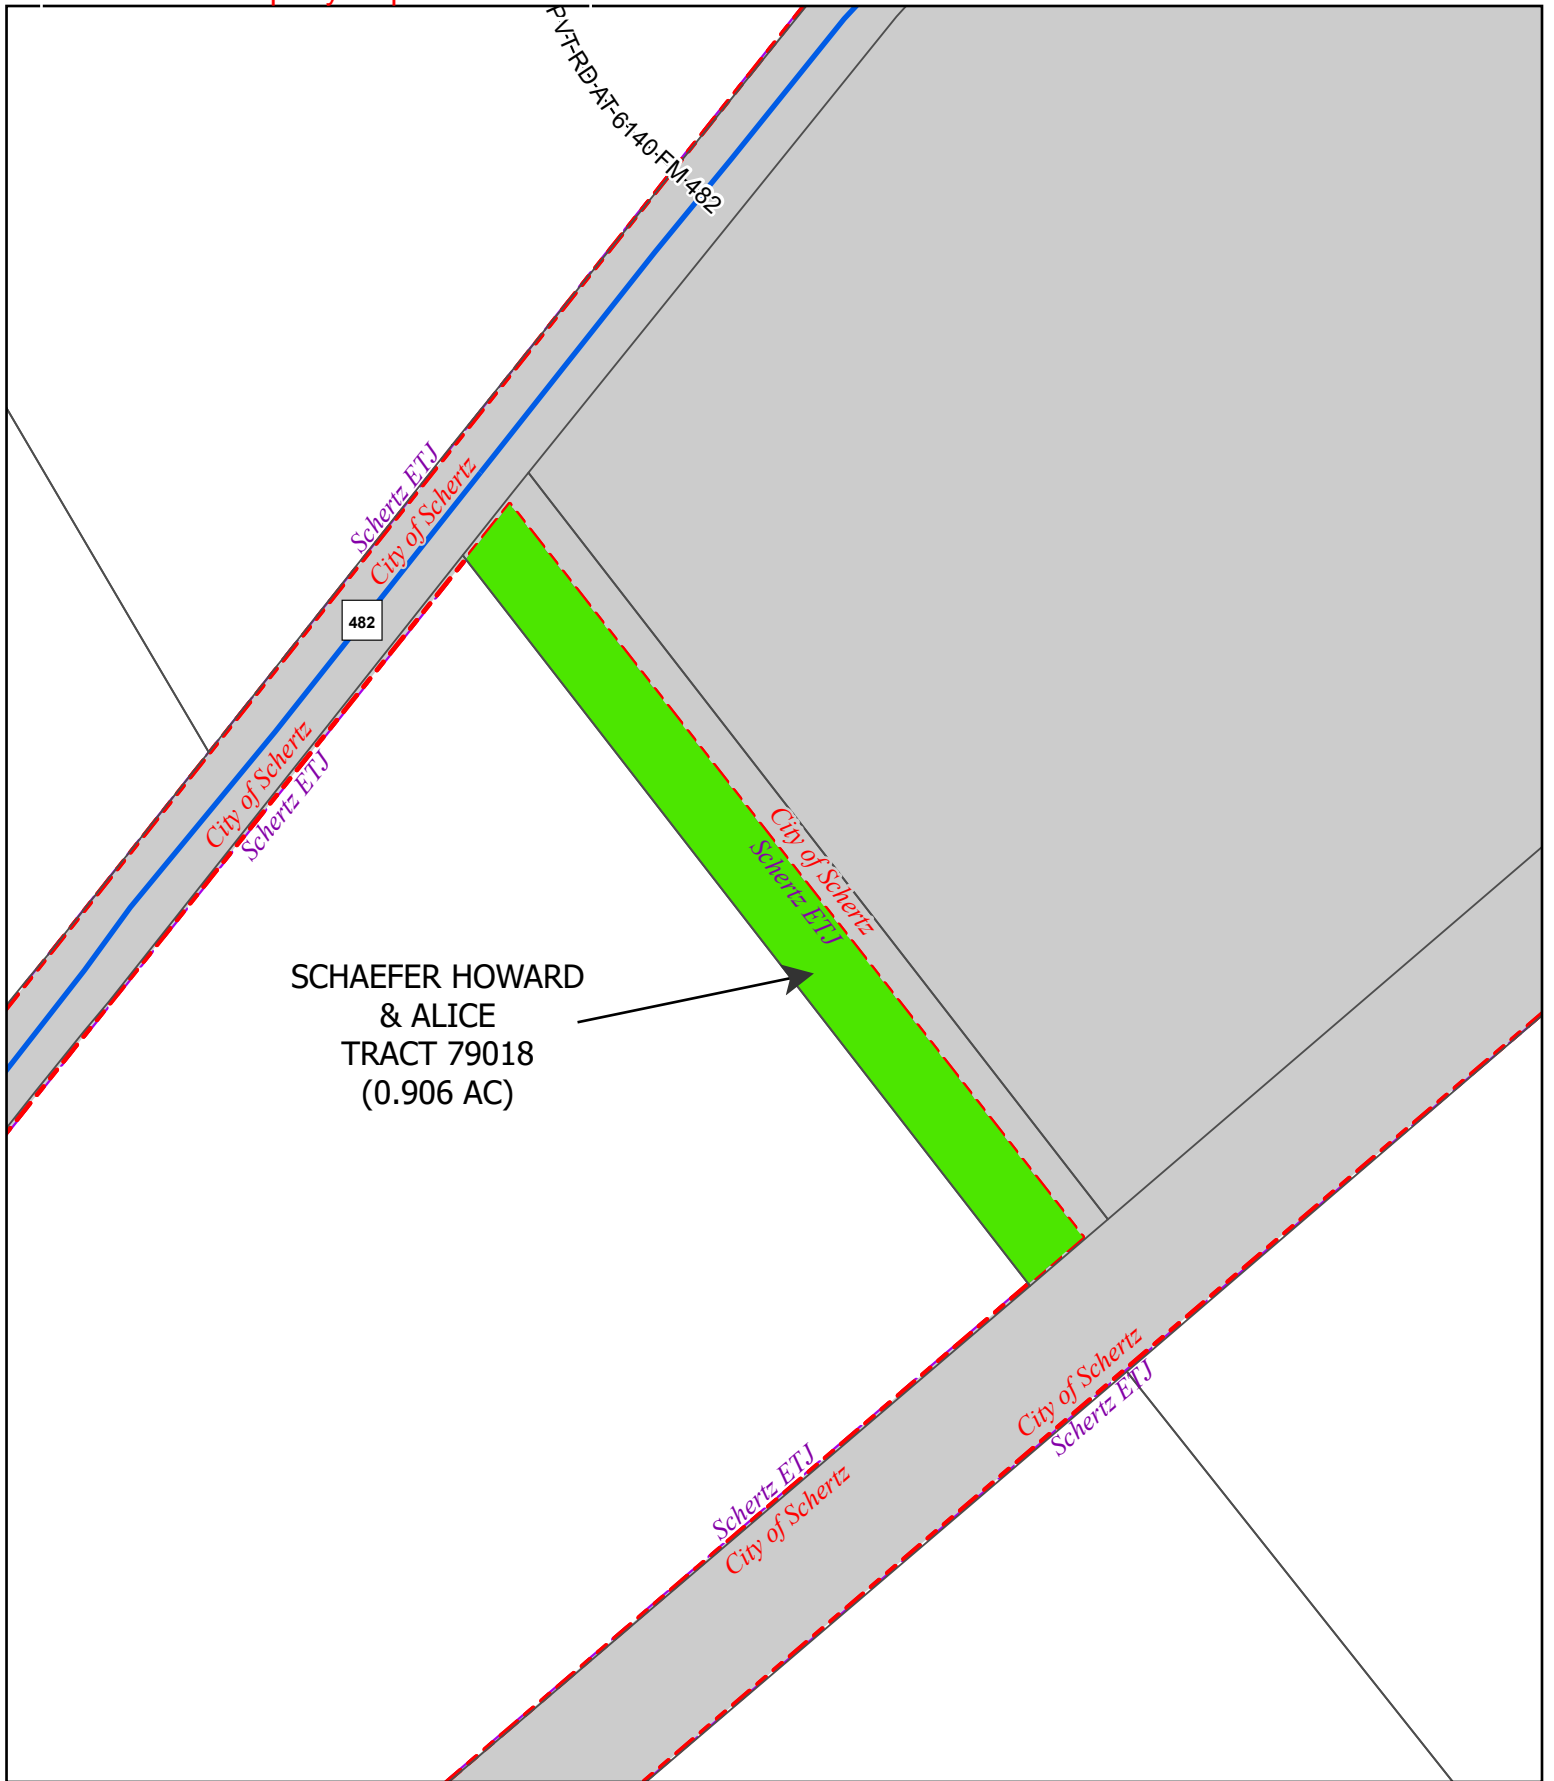 PVT-RD-AT-6140-FM-482
Schertz ETJ
City of Schertz
482
City of Schertz
Schertz ETJ
City of Schertz
Schertz ETJ
SCHAEFER HOWARD
& ALICE
TRACT 79018
(0.906 AC)
City of Schertz
Schertz ETJ
Schertz ETJ
City of Schertz